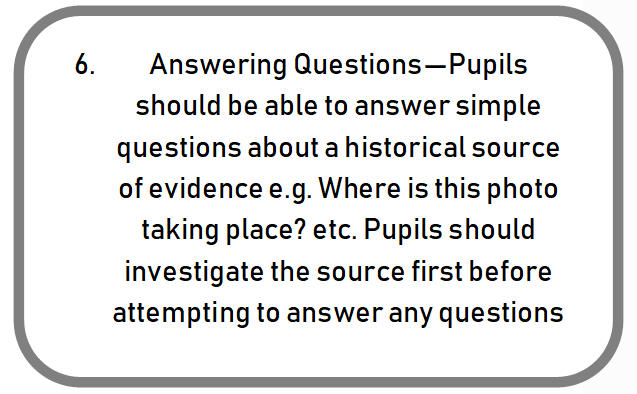 6. Answering Questions—Pupils
should be able to answer simple
questions about a historical source
of evidence e.g. Where is this photo
taking place? etc. Pupils should
investigate the source first before
attempting to answer any questions